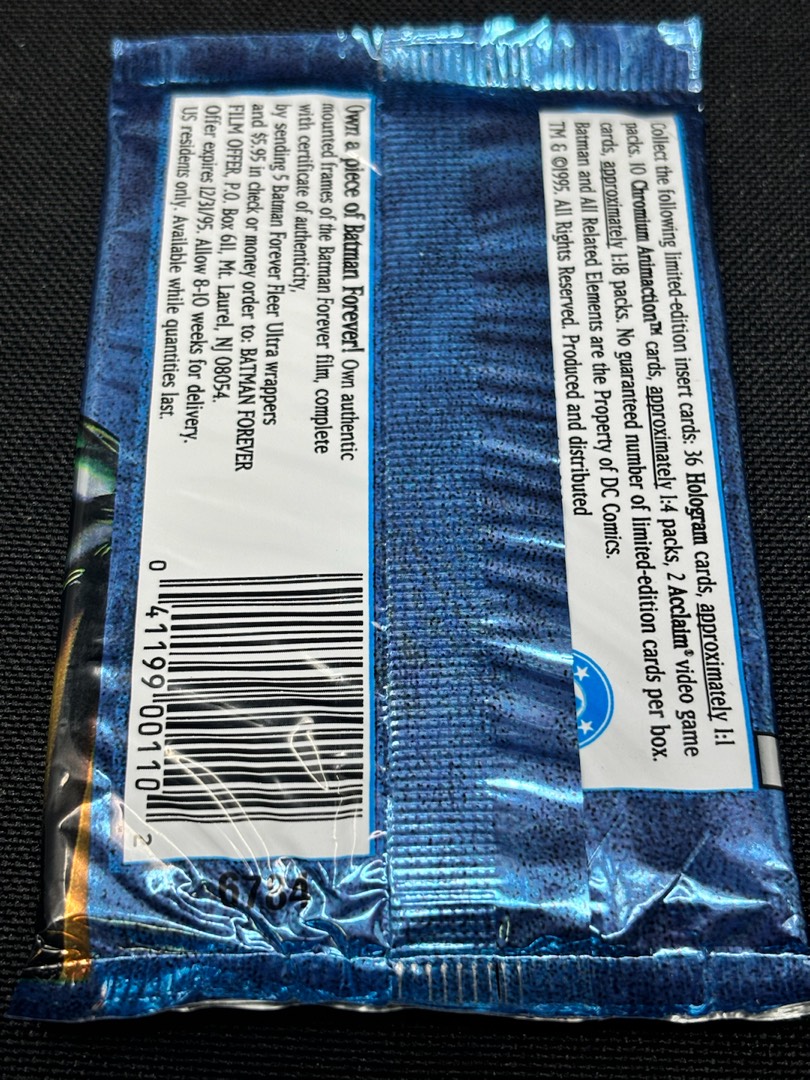 Collect the following limited-edition insert cards: 36 Hologram cards, approximately 1:1
packs. 10 Chromium Animaction™ cards, approximately 1:4 packs, 2 Acclaim® video game
cards, approximately 1:18 packs. No guaranteed number of limited-edition cards per box.
Batman and All Related Elements are the Property of DC Comics.
TM & ©1995. All Rights Reserved. Produced and distributed
Own a piece of Batman Forever! Own authentic
mounted frames of the Batman Forever film, complete
with certificate of authenticity,
by sending 5 Batman Forever Fleer Ultra wrappers
and $5.95 in check or money order to: BATMAN FOREVER
FILM OFFER, P.O. Box 611, Mt. Laurel, NJ 08054.
Offer expires 12/31/95. Allow 8-10 weeks for delivery.
US residents only. Available while quantities last.
0 41199 00110 2
6734